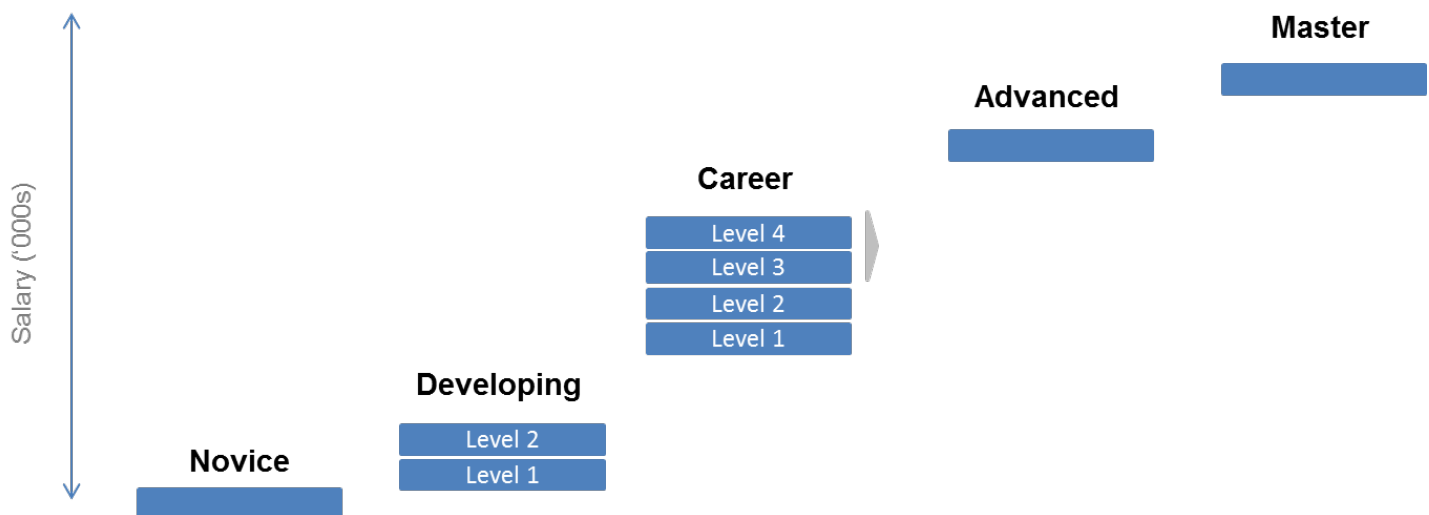 Master
Advanced
Career
Level 4
Level 3
Level 2
Level 1
Developing
Level 2
Level 1
Novice
Salary ('000s)